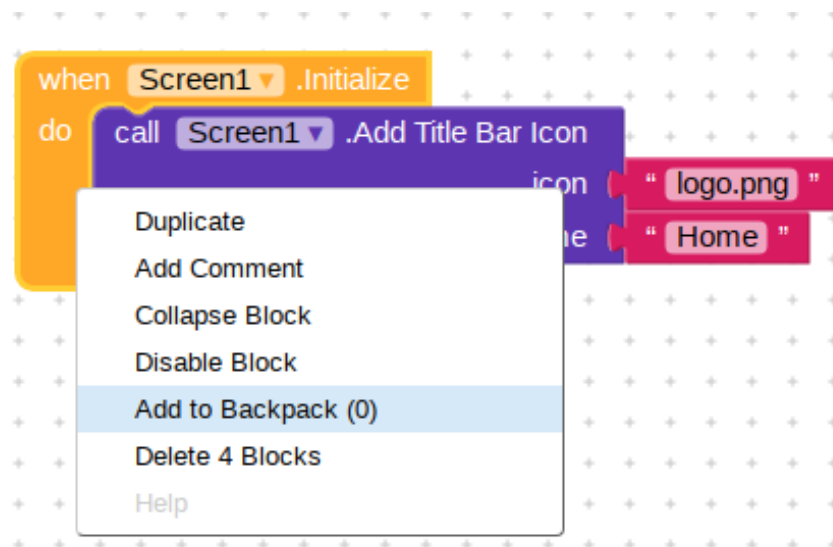 when Screen1 .Initialize
do call Screen1 .Add Title Bar Icon
icon “ logo.png ”
“ Home ”
Duplicate
Add Comment
Collapse Block
Disable Block
Add to Backpack (0)
Delete 4 Blocks
Help